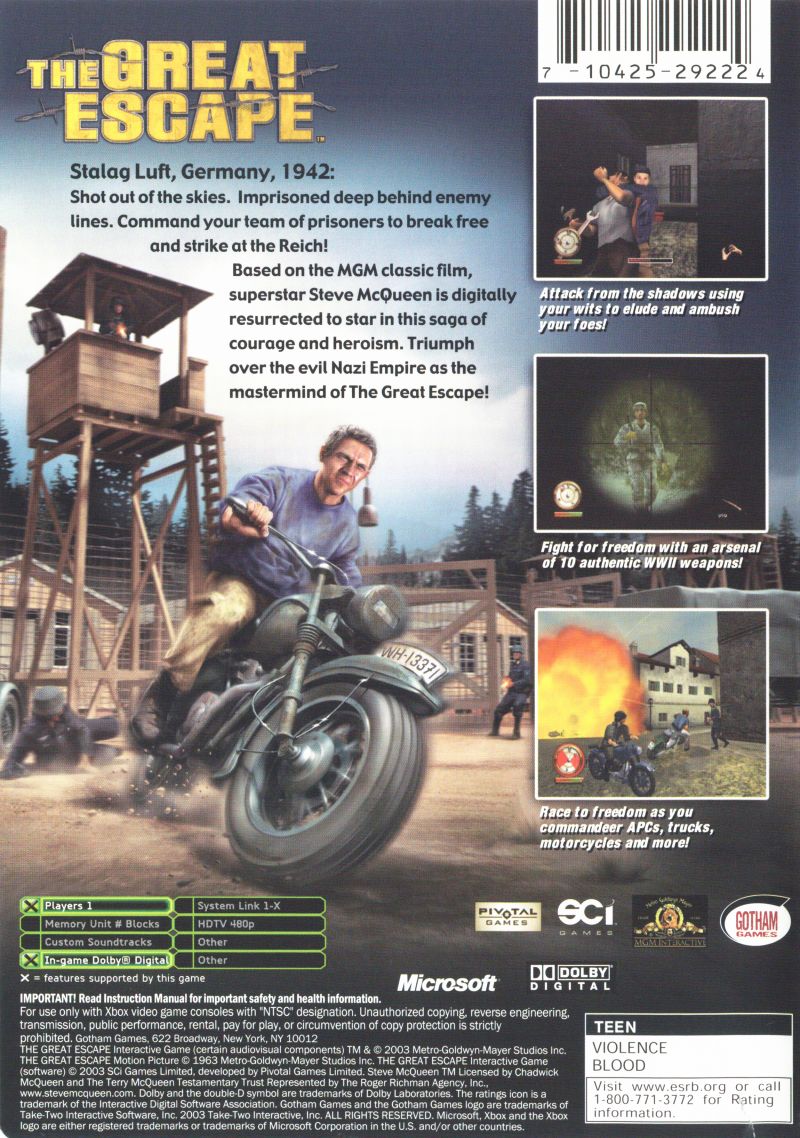 7 -10425-29222 4
THE GREAT
ESCAPE
TM
Stalag Luft, Germany, 1942:
Shot out of the skies. Imprisoned deep behind enemy
lines. Command your team of prisoners to break free
and strike at the Reich!
Based on the MGM classic film,
superstar Steve McQueen is digitally
resurrected to star in this saga of
courage and heroism. Triumph
over the evil Nazi Empire as the
mastermind of The Great Escape!
Attack from the shadows using
your wits to elude and ambush
your foes!
Fight for freedom with an arsenal
of 10 authentic WWII weapons!
Race to freedom as you
commandeer APCs, trucks,
motorcycles and more!
WH-13371
Players 1
Memory Unit # Blocks
Custom Soundtracks
In-game Dolby® Digital
System Link 1-X
HDTV 480p
Other
Other
X = features supported by this game
PIVOTAL
GAMES
SCi
GAMES
Metro Goldwyn Mayer
MGM INTERACTIVE
GOTHAM
GAMES
Microsoft®
DOLBY
DIGITAL
IMPORTANT! Read Instruction Manual for important safety and health information.
For use only with Xbox video game consoles with "NTSC" designation. Unauthorized copying, reverse engineering,
transmission, public performance, rental, pay for play, or circumvention of copy protection is strictly
prohibited. Gotham Games, 622 Broadway, New York, NY 10012
THE GREAT ESCAPE Interactive Game (certain audiovisual components) TM & © 2003 Metro-Goldwyn-Mayer Studios Inc.
THE GREAT ESCAPE Motion Picture © 1963 Metro-Goldwyn-Mayer Studios Inc. THE GREAT ESCAPE Interactive Game
(software) © 2003 SCi Games Limited, developed by Pivotal Games Limited. Steve McQueen TM Licensed by Chadwick
McQueen and The Terry McQueen Testamentary Trust Represented by The Roger Richman Agency, Inc.,
www.stevemcqueen.com. Dolby and the double-D symbol are trademarks of Dolby Laboratories. The ratings icon is a
trademark of the Interactive Digital Software Association. Gotham Games and the Gotham Games logo are trademarks of
Take-Two Interactive Software, Inc. 2003 Take-Two Interactive, Inc. ALL RIGHTS RESERVED. Microsoft, Xbox and the Xbox
logo are either registered trademarks or trademarks of Microsoft Corporation in the U.S. and/or other countries.
TEEN
VIOLENCE
BLOOD
Visit www.esrb.org or call
1-800-771-3772 for Rating
information.